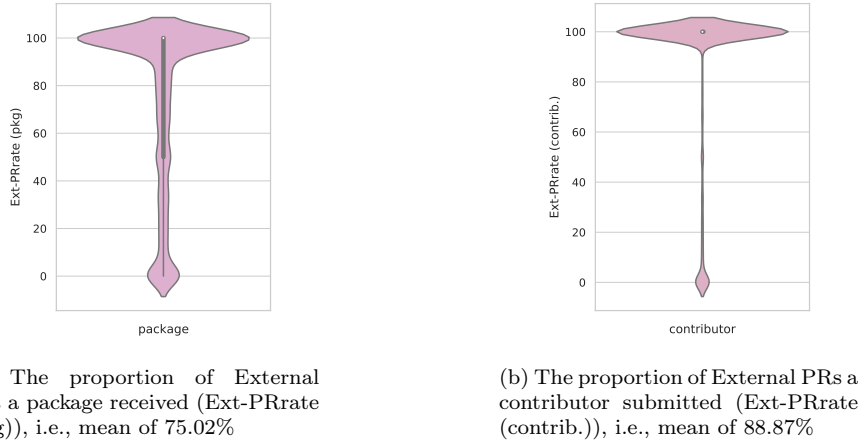 100
80
60
40
20
0
Ext-PRrate (pkg)
package
100
80
60
40
20
0
Ext-PRrate (contrib.)
contributor
The proportion of External
a package received (Ext-PRrate
)), i.e., mean of 75.02%
(b) The proportion of External PRs a
contributor submitted (Ext-PRrate
(contrib.)), i.e., mean of 88.87%